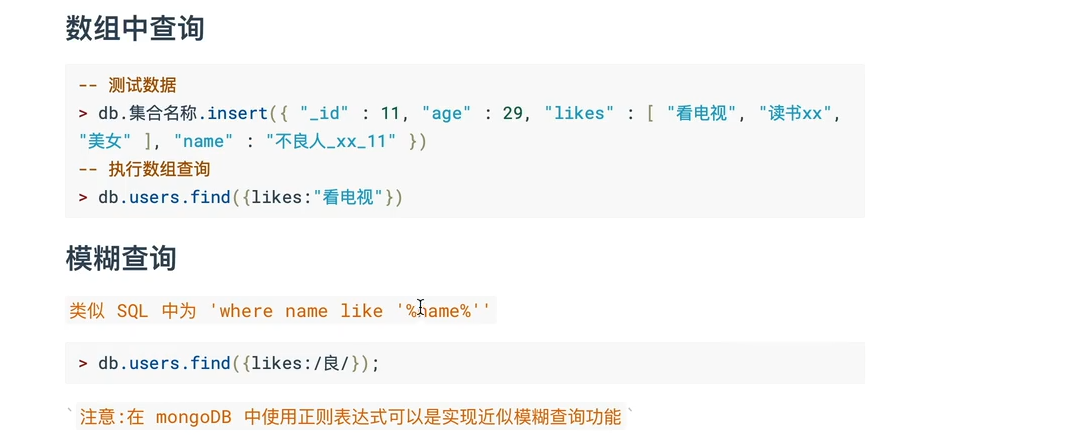 数组中查询
-- 测试数据
> db.集合名称.insert({ "_id" : 11, "age" : 29, "likes" : [ "看电视", "读书xx",
"美女" ], "name" : "不良人_xx_11" })
-- 执行数组查询
> db.users.find({likes:"看电视"})
模糊查询
类似 SQL 中为 'where name like '%name%''
> db.users.find({likes:/良/});
`注意:在 mongoDB 中使用正则表达式可以是实现近似模糊查询功能`